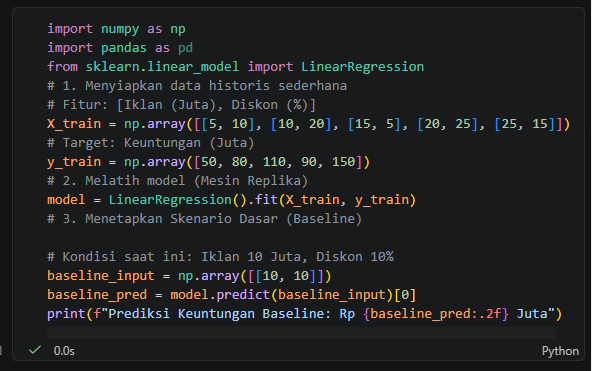 import numpy as np
import pandas as pd
from sklearn.linear_model import LinearRegression
# 1. Menyiapkan data historis sederhana
# Fitur: [Iklan (Juta), Diskon (%)]
X_train = np.array([[5, 10], [10, 20], [15, 5], [20, 25], [25, 15]])
# Target: Keuntungan (Juta)
y_train = np.array([50, 80, 110, 90, 150])
# 2. Melatih model (Mesin Replika)
model = LinearRegression().fit(X_train, y_train)
# 3. Menetapkan Skenario Dasar (Baseline)

# Kondisi saat ini: Iklan 10 Juta, Diskon 10%
baseline_input = np.array([[10, 10]])
baseline_pred = model.predict(baseline_input)[0]
print(f"Prediksi Keuntungan Baseline: Rp {baseline_pred:.2f} Juta")
0.0s Python